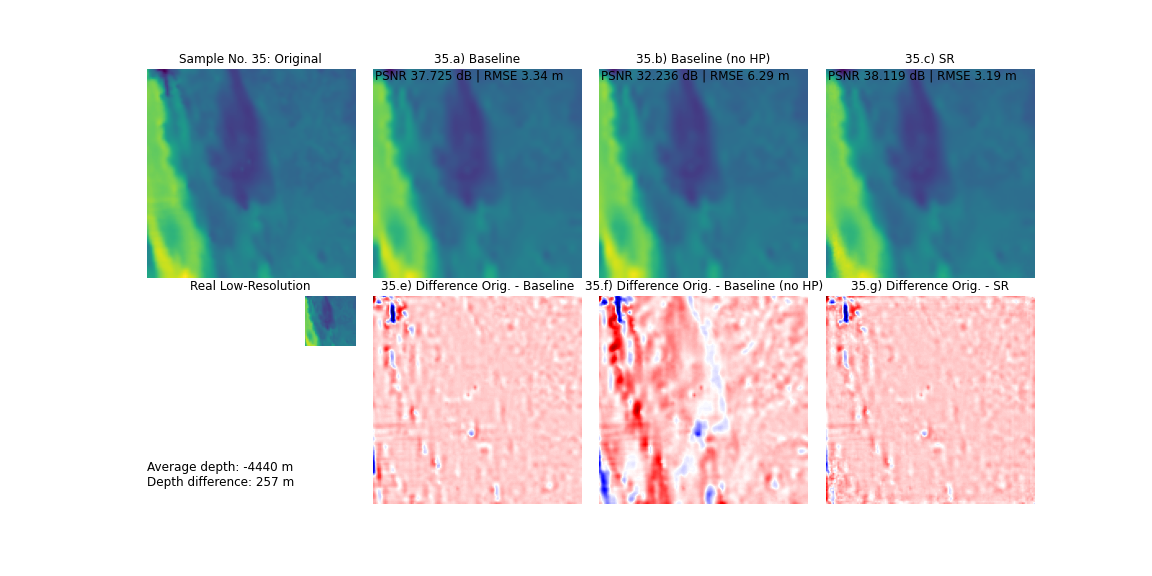 Sample No. 35: Original
35.a) Baseline
35.b) Baseline (no HP)
35.c) SR
PSNR 37.725 dB | RMSE 3.34 m
PSNR 32.236 dB | RMSE 6.29 m
PSNR 38.119 dB | RMSE 3.19 m
Real Low-Resolution
35.e) Difference Orig. - Baseline
35.f) Difference Orig. - Baseline (no HP)
35.g) Difference Orig. - SR
Average depth: -4440 m
Depth difference: 257 m